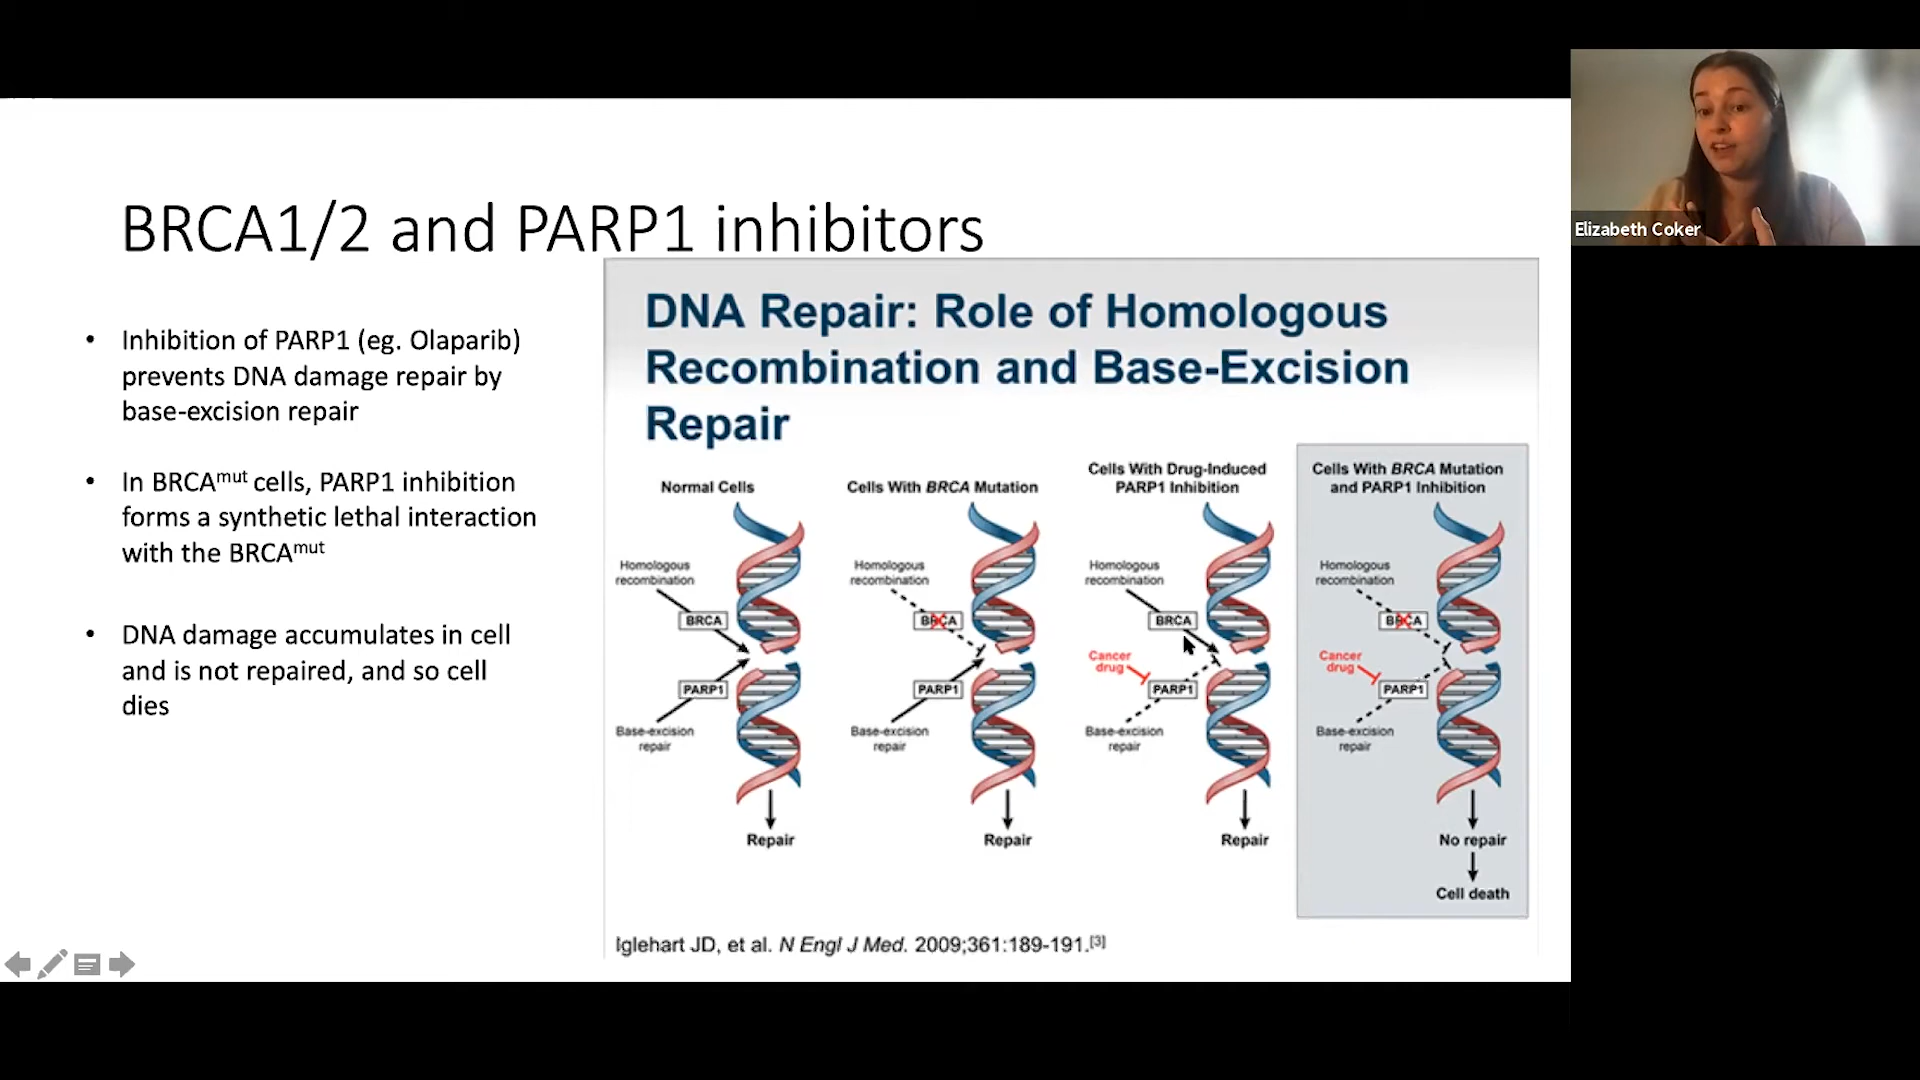 BRCA1/2 and PARP1 inhibitors
• Inhibition of PARP1 (eg. Olaparib)
prevents DNA damage repair by
base-excision repair
• In BRCAmut cells, PARP1 inhibition
forms a synthetic lethal interaction
with the BRCAmut
• DNA damage accumulates in cell
and is not repaired, and so cell
dies
DNA Repair: Role of Homologous
Recombination and Base-Excision
Repair
Normal Cells
Homologous
recombination
BRCA
PARP1
Base-excision
repair
Repair
Cells With BRCA Mutation
Homologous
recombination
BRCA
PARP1
Base-excision
repair
Repair
Cells With Drug-Induced
PARP1 Inhibition
Homologous
recombination
BRCA
Cancer
drug
PARP1
Base-excision
repair
Repair
Cells With BRCA Mutation
and PARP1 Inhibition
Homologous
recombination
BRCA
Cancer
drug
PARP1
Base-excision
repair
No repair
Cell death
Iglehart JD, et al. N Engl J Med. 2009;361:189-191.[3]
Elizabeth Coker